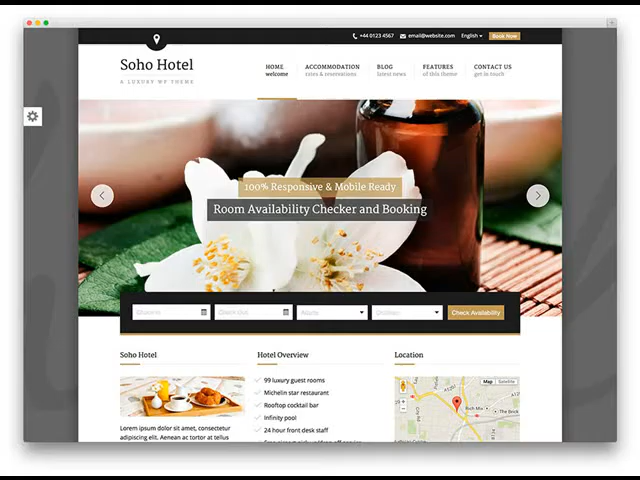 +44 0123 4567 email@website.com English Book Now
Soho Hotel
A LUXURY WP THEME
HOME ACCOMMODATION BLOG FEATURES CONTACT US
welcome rates & reservations latest news of this theme get in touch
100% Responsive & Mobile Ready
Room Availability Checker and Booking
Check In Check Out Adults Children Check Availability
Soho Hotel Hotel Overview Location
99 luxury guest rooms
Michelin star restaurant
Rooftop cocktail bar
Infinity pool
24 hour front desk staff
Lorem ipsum dolor sit amet, consectetur
adipiscing elit. Aenean ac tortor at tellus
Map Satellite
Rich Mix
The Brick